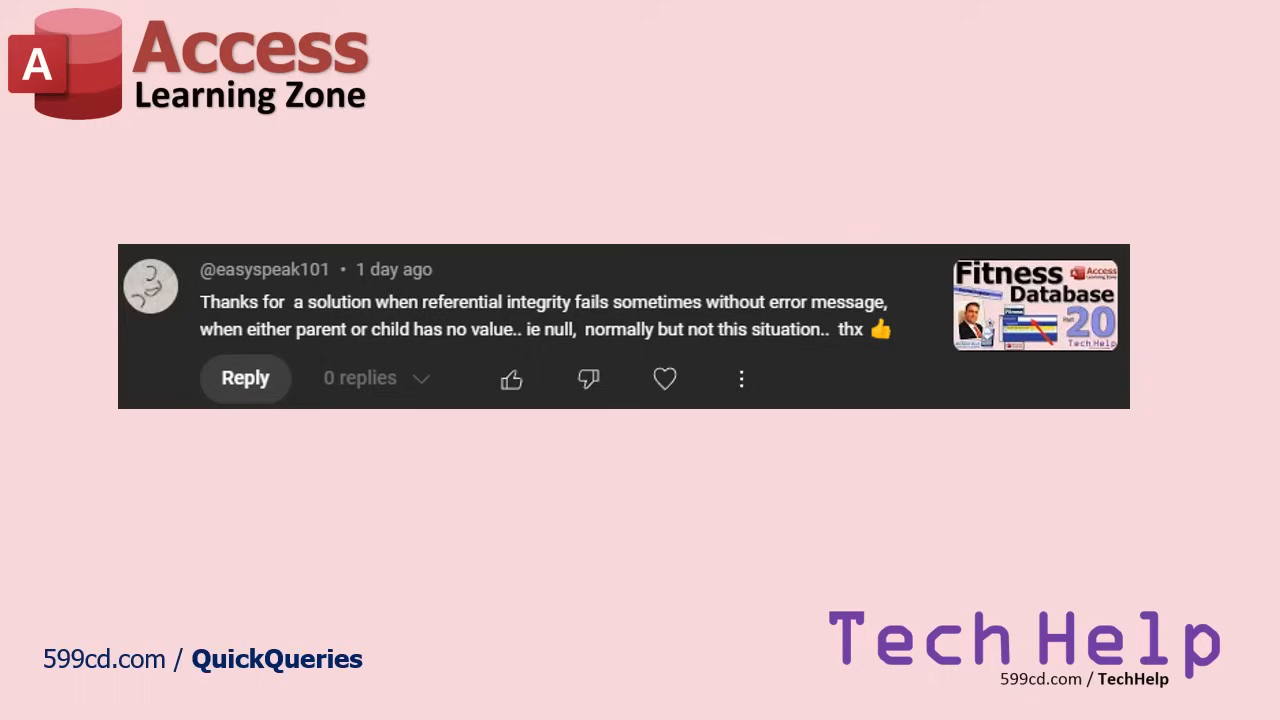 A
Access
Learning Zone
@easyspeak101 • 1 day ago
Thanks for  a solution when referential integrity fails sometimes without error message,
when either parent or child has no value.. ie null,  normally but not this situation..  thx 👍
Fitness
Database
20
Access
TechHelp
Reply
0 replies
599cd.com / QuickQueries
Tech Help
599cd.com / TechHelp